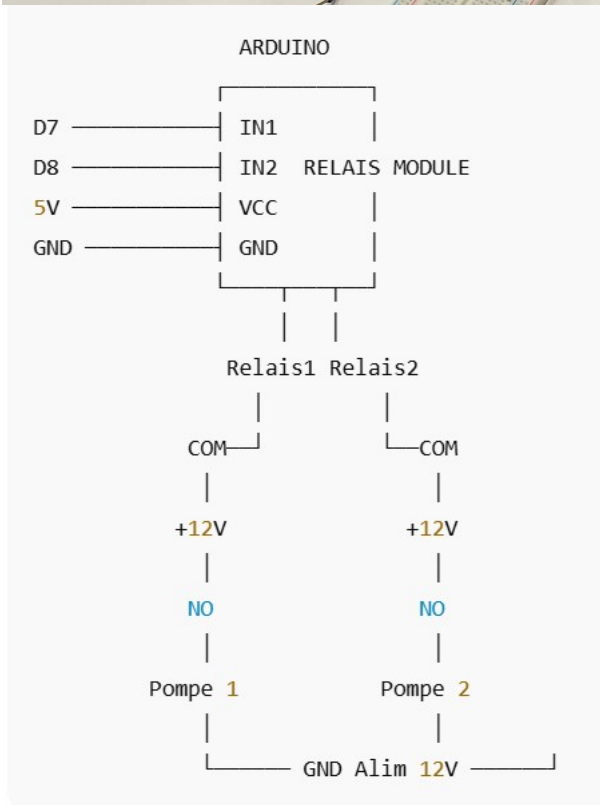 ARDUINO
D7 IN1
D8 IN2 RELAIS MODULE
5V VCC
GND GND
Relais1 Relais2
COM COM
+12V +12V
NO NO
Pompe 1 Pompe 2
GND Alim 12V